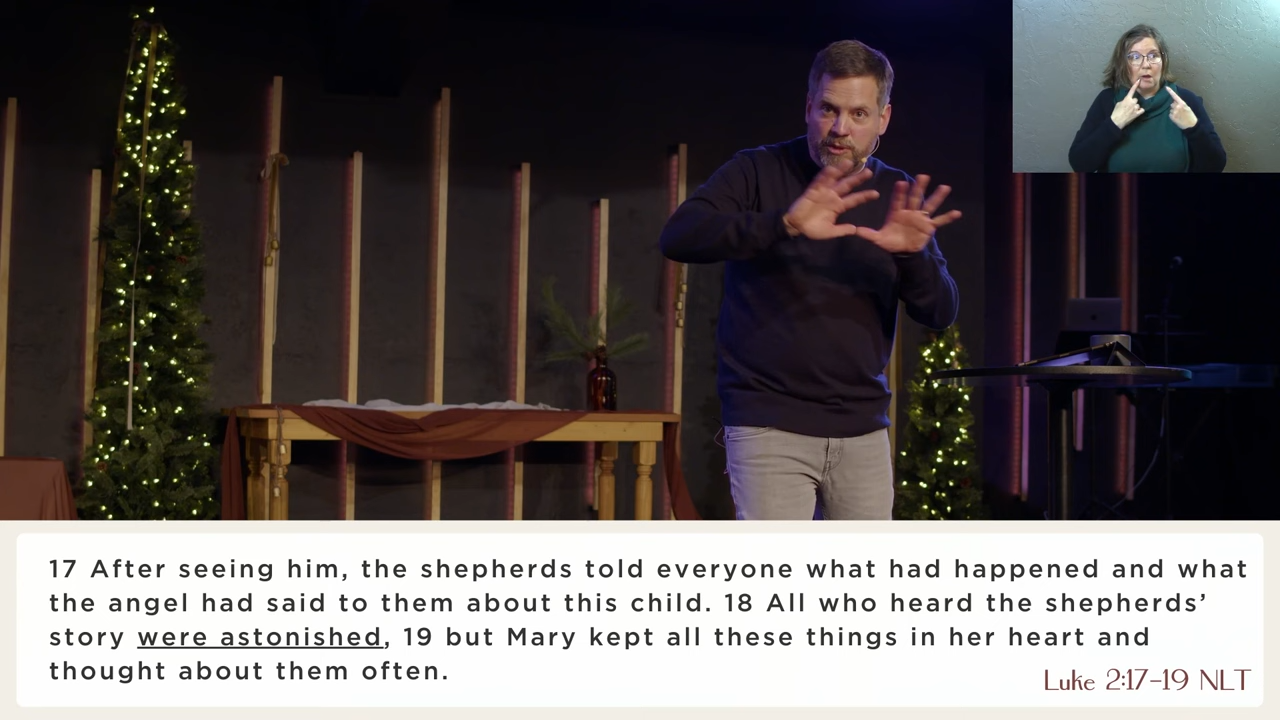 17 After seeing him, the shepherds told everyone what had happened and what
the angel had said to them about this child. 18 All who heard the shepherds’
story were astonished, 19 but Mary kept all these things in her heart and
thought about them often.
Luke 2:17-19 NLT